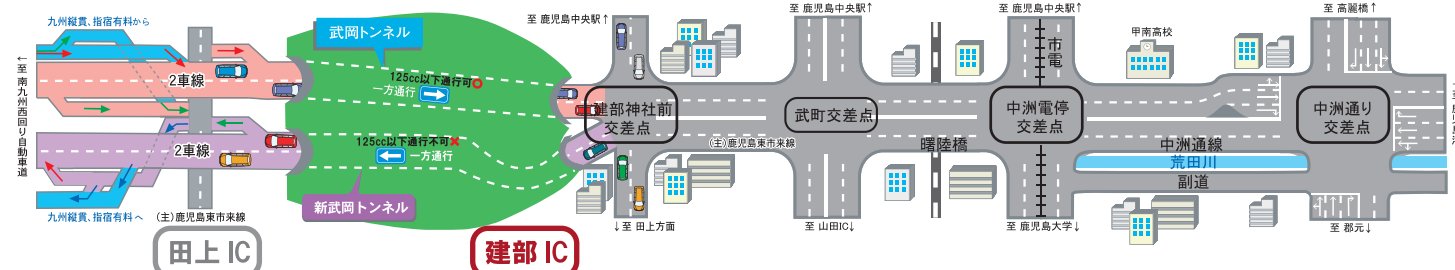 九州縦貫、指宿有料から
←至 南九州西回り自動車道
2車線
2車線
九州縦貫、指宿有料へ
(主)鹿児島東市来線
田上 IC
武岡トンネル
125cc以下通行可
一方通行
125cc以下通行不可
一方通行
新武岡トンネル
建部 IC
至 鹿児島中央駅↑
建部神社前
交差点
↓至 田上方面
(主)鹿児島東市来線
至 鹿児島中央駅↑
武町交差点
至 山田IC↓
曙陸橋
至 鹿児島中央駅↑
市電
中洲電停
交差点
至 鹿児島大学↓
甲南高校
中洲通線
荒田川
副道
至 高麗橋↑
中洲通り
交差点
至 郡元↓